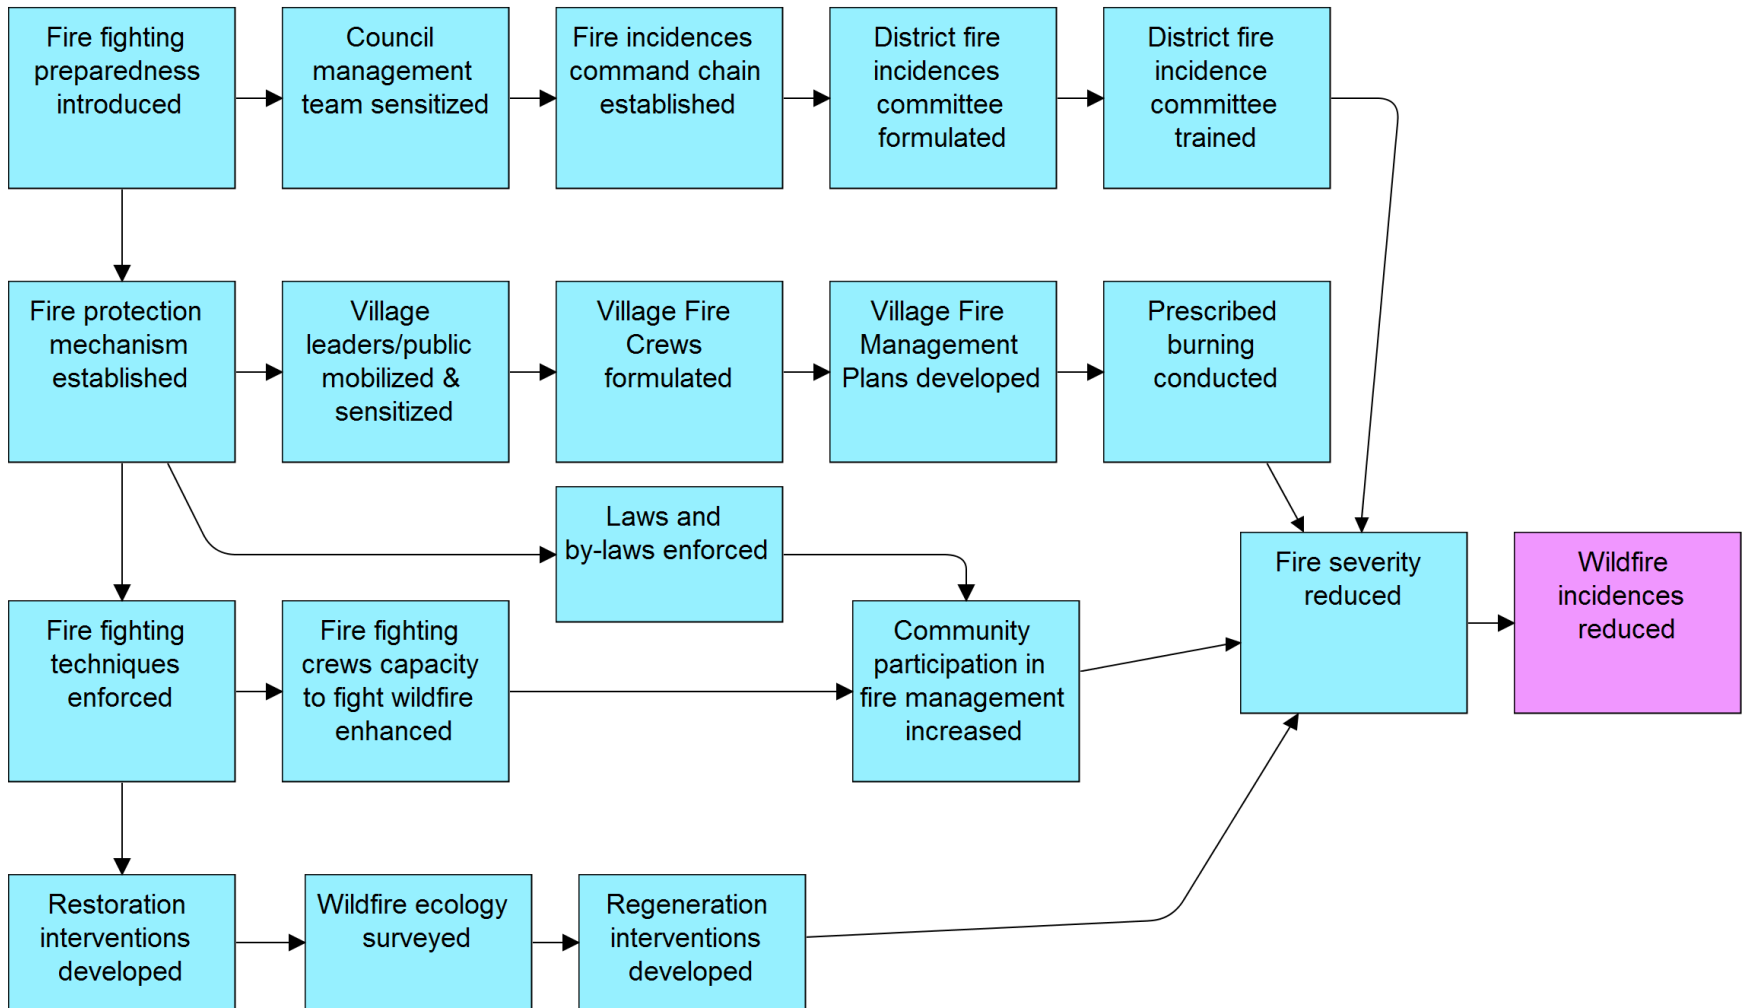 Fire fighting
preparedness
introduced
Council
management
team sensitized
Fire incidences
command chain
established
District fire
incidences
committee
formulated
District fire
incidence
committee
trained
Fire protection
mechanism
established
Village
leaders/public
mobilized &
sensitized
Village Fire
Crews
formulated
Village Fire
Management
Plans developed
Prescribed
burning
conducted
Laws and
by-laws enforced
Fire severity
reduced
Wildfire
incidences
reduced
Fire fighting
techniques
enforced
Fire fighting
crews capacity
to fight wildfire
enhanced
Community
participation in
fire management
increased
Restoration
interventions
developed
Wildfire ecology
surveyed
Regeneration
interventions
developed